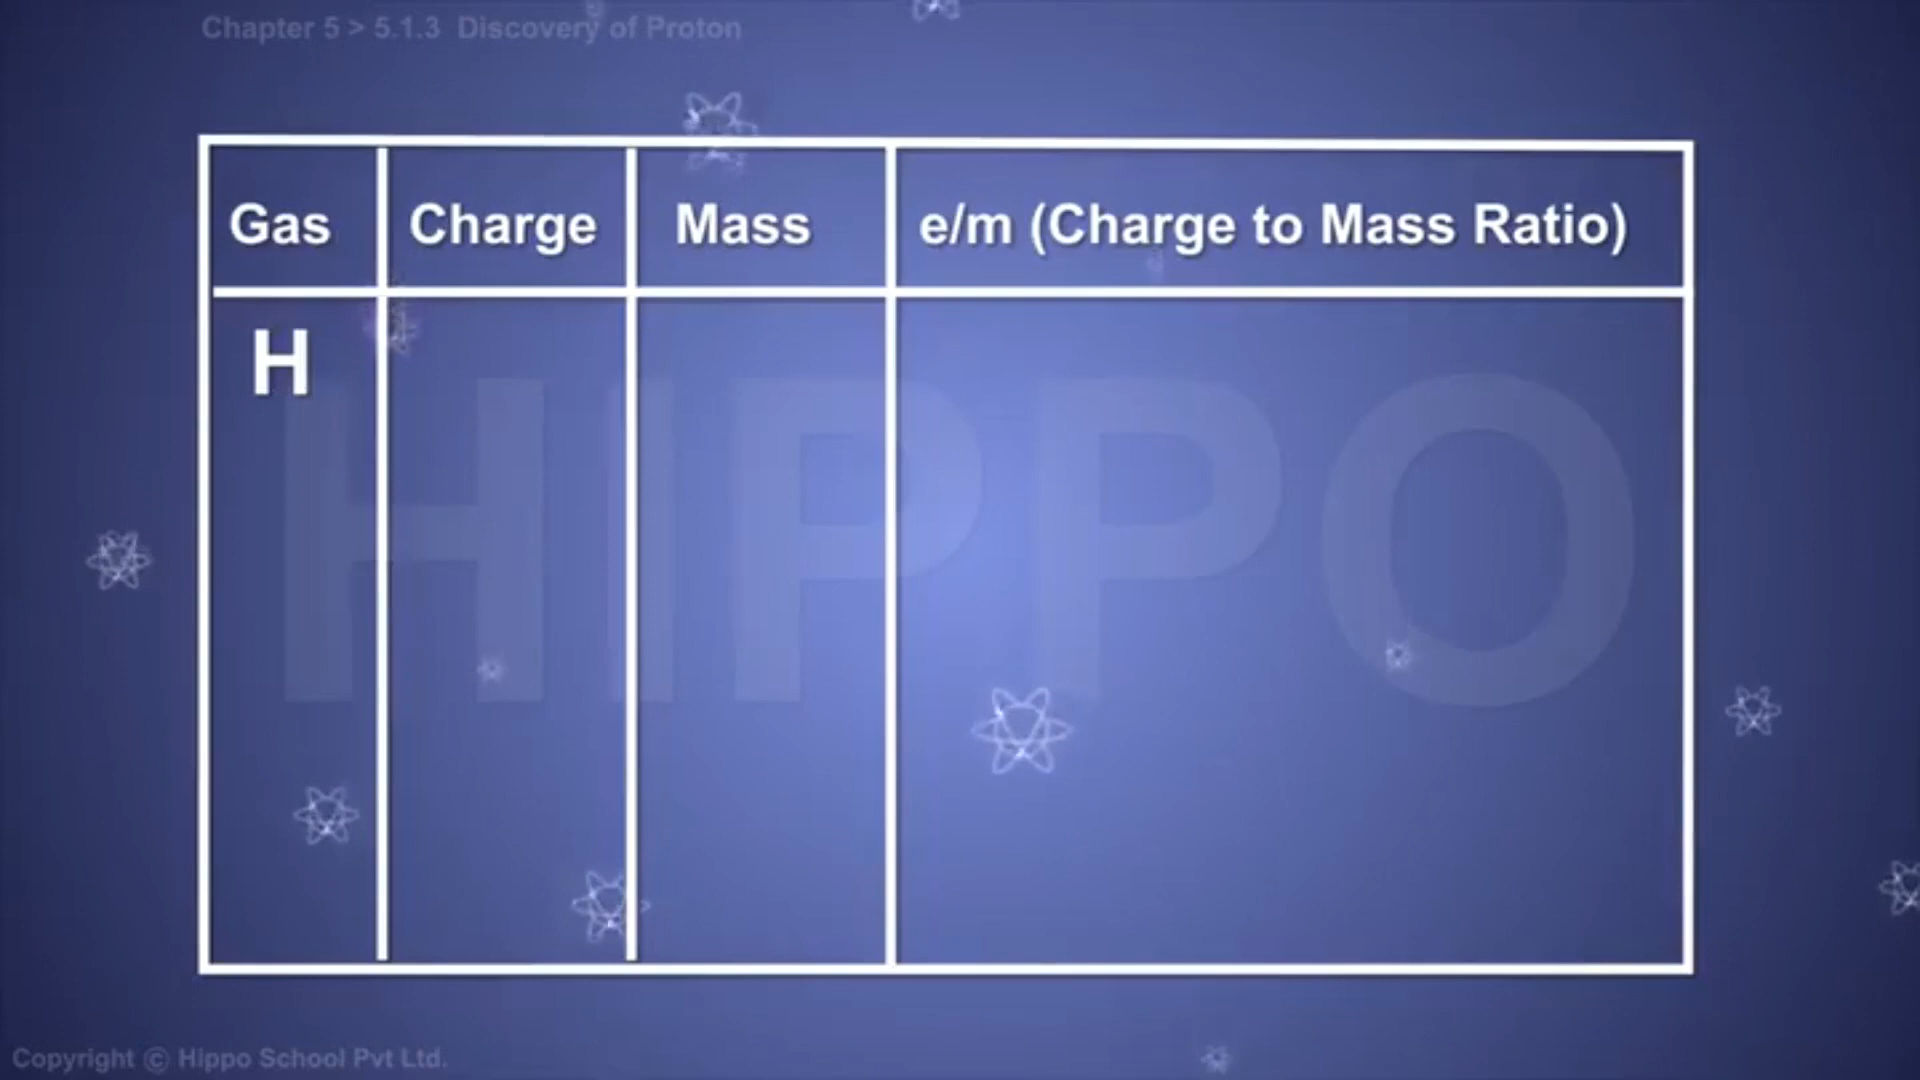 Chapter 5 > 5.1.3 Discovery of Proton
Gas Charge Mass e/m (Charge to Mass Ratio)
H
HIPPO
Copyright © Hippo School Pvt Ltd.